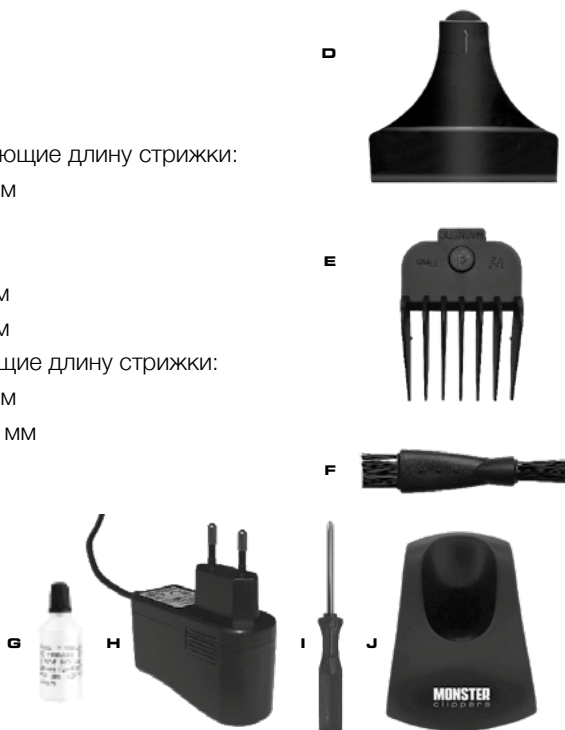 D
ющие длину стрижки:
м
E
м
м
щие длину стрижки:
м
мм
F
G
H
I
J
MONSTER
clippers